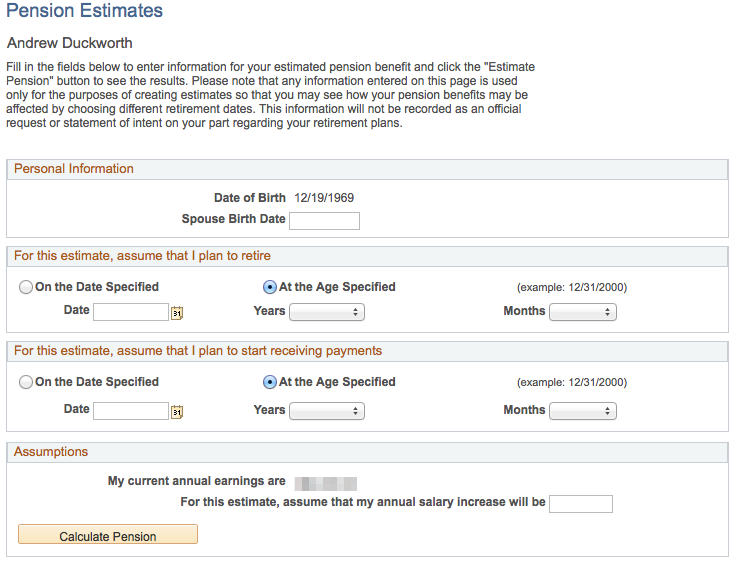 Pension Estimates
Andrew Duckworth
Fill in the fields below to enter information for your estimated pension benefit and click the "Estimate
Pension" button to see the results. Please note that any information entered on this page is used
only for the purposes of creating estimates so that you may see how your pension benefits may be
affected by choosing different retirement dates. This information will not be recorded as an official
request or statement of intent on your part regarding your retirement plans.
Personal Information
Date of Birth 12/19/1969
Spouse Birth Date
For this estimate, assume that I plan to retire
On the Date Specified At the Age Specified (example: 12/31/2000)
Date 31 Years Months
For this estimate, assume that I plan to start receiving payments
On the Date Specified At the Age Specified (example: 12/31/2000)
Date 31 Years Months
Assumptions
My current annual earnings are
For this estimate, assume that my annual salary increase will be
Calculate Pension